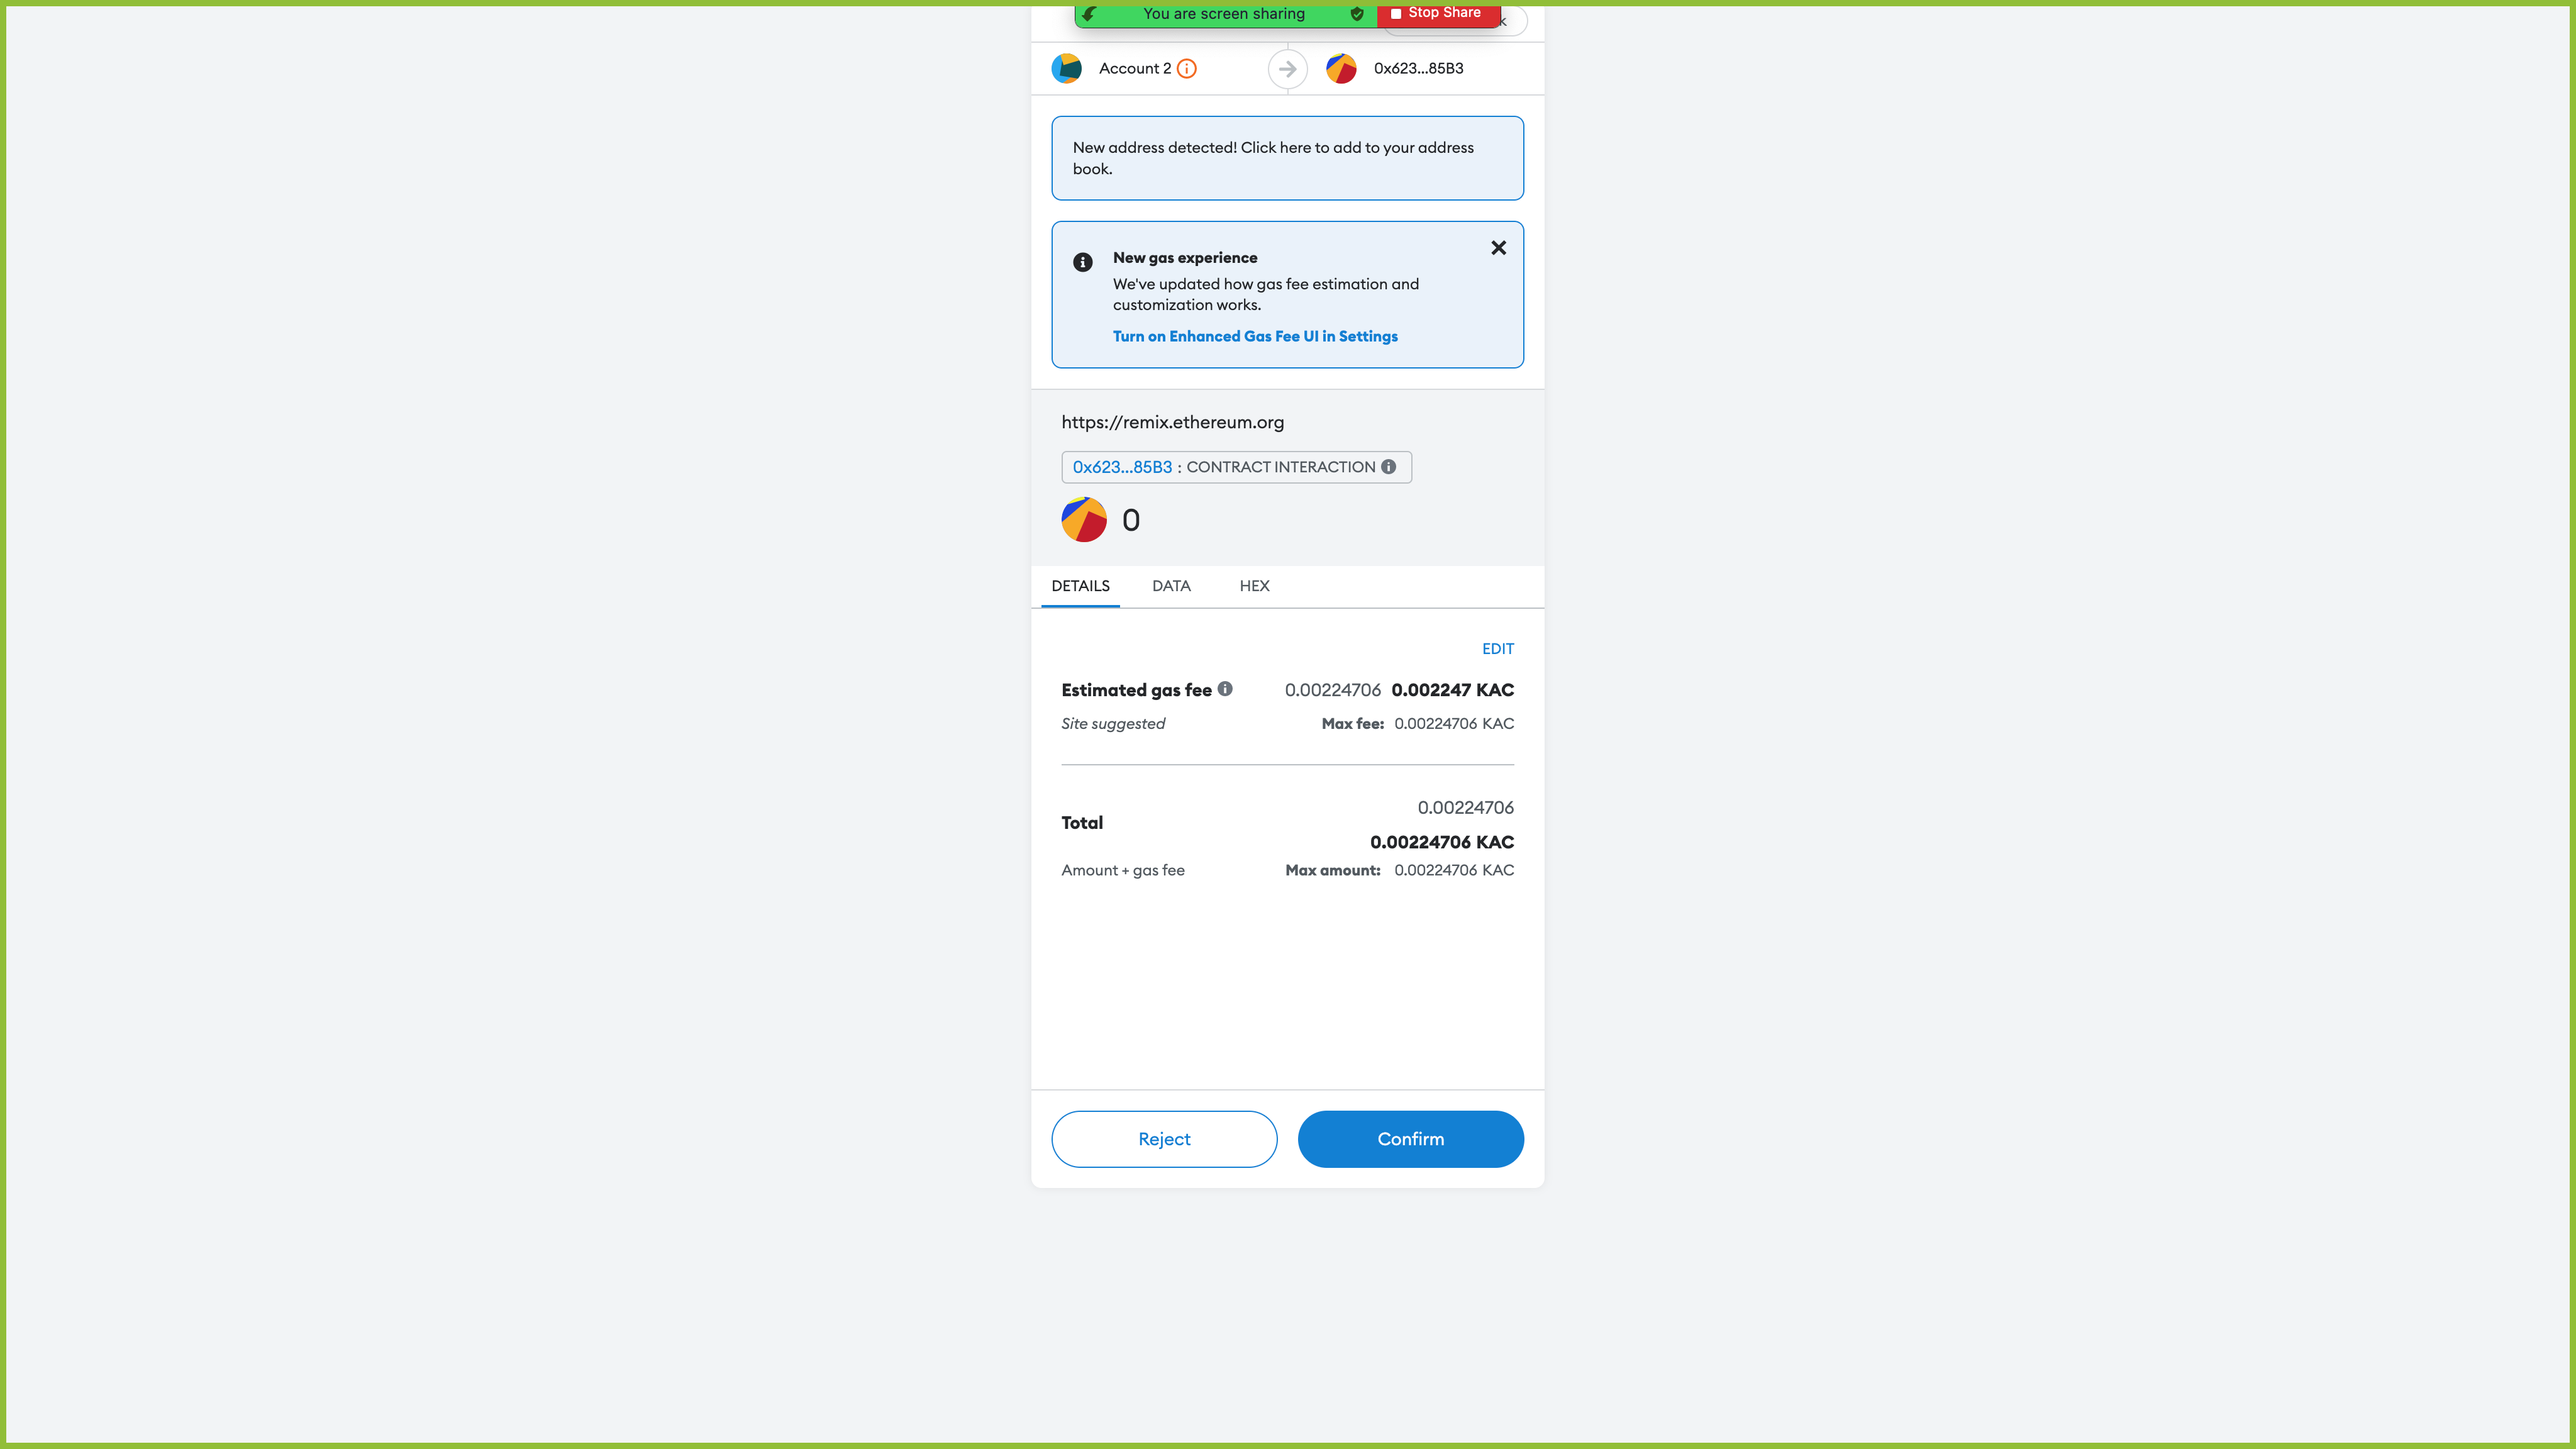 You are screen sharing
Stop Share
k
Account 2
0x623...85B3
New address detected! Click here to add to your address
book.
New gas experience
We've updated how gas fee estimation and
customization works.
Turn on Enhanced Gas Fee UI in Settings
https://remix.ethereum.org
0x623...85B3 : CONTRACT INTERACTION
0
DETAILS DATA HEX
EDIT
Estimated gas fee 0.00224706 0.002247 KAC
Site suggested Max fee: 0.00224706 KAC
0.00224706
Total
0.00224706 KAC
Amount + gas fee Max amount: 0.00224706 KAC
Reject Confirm